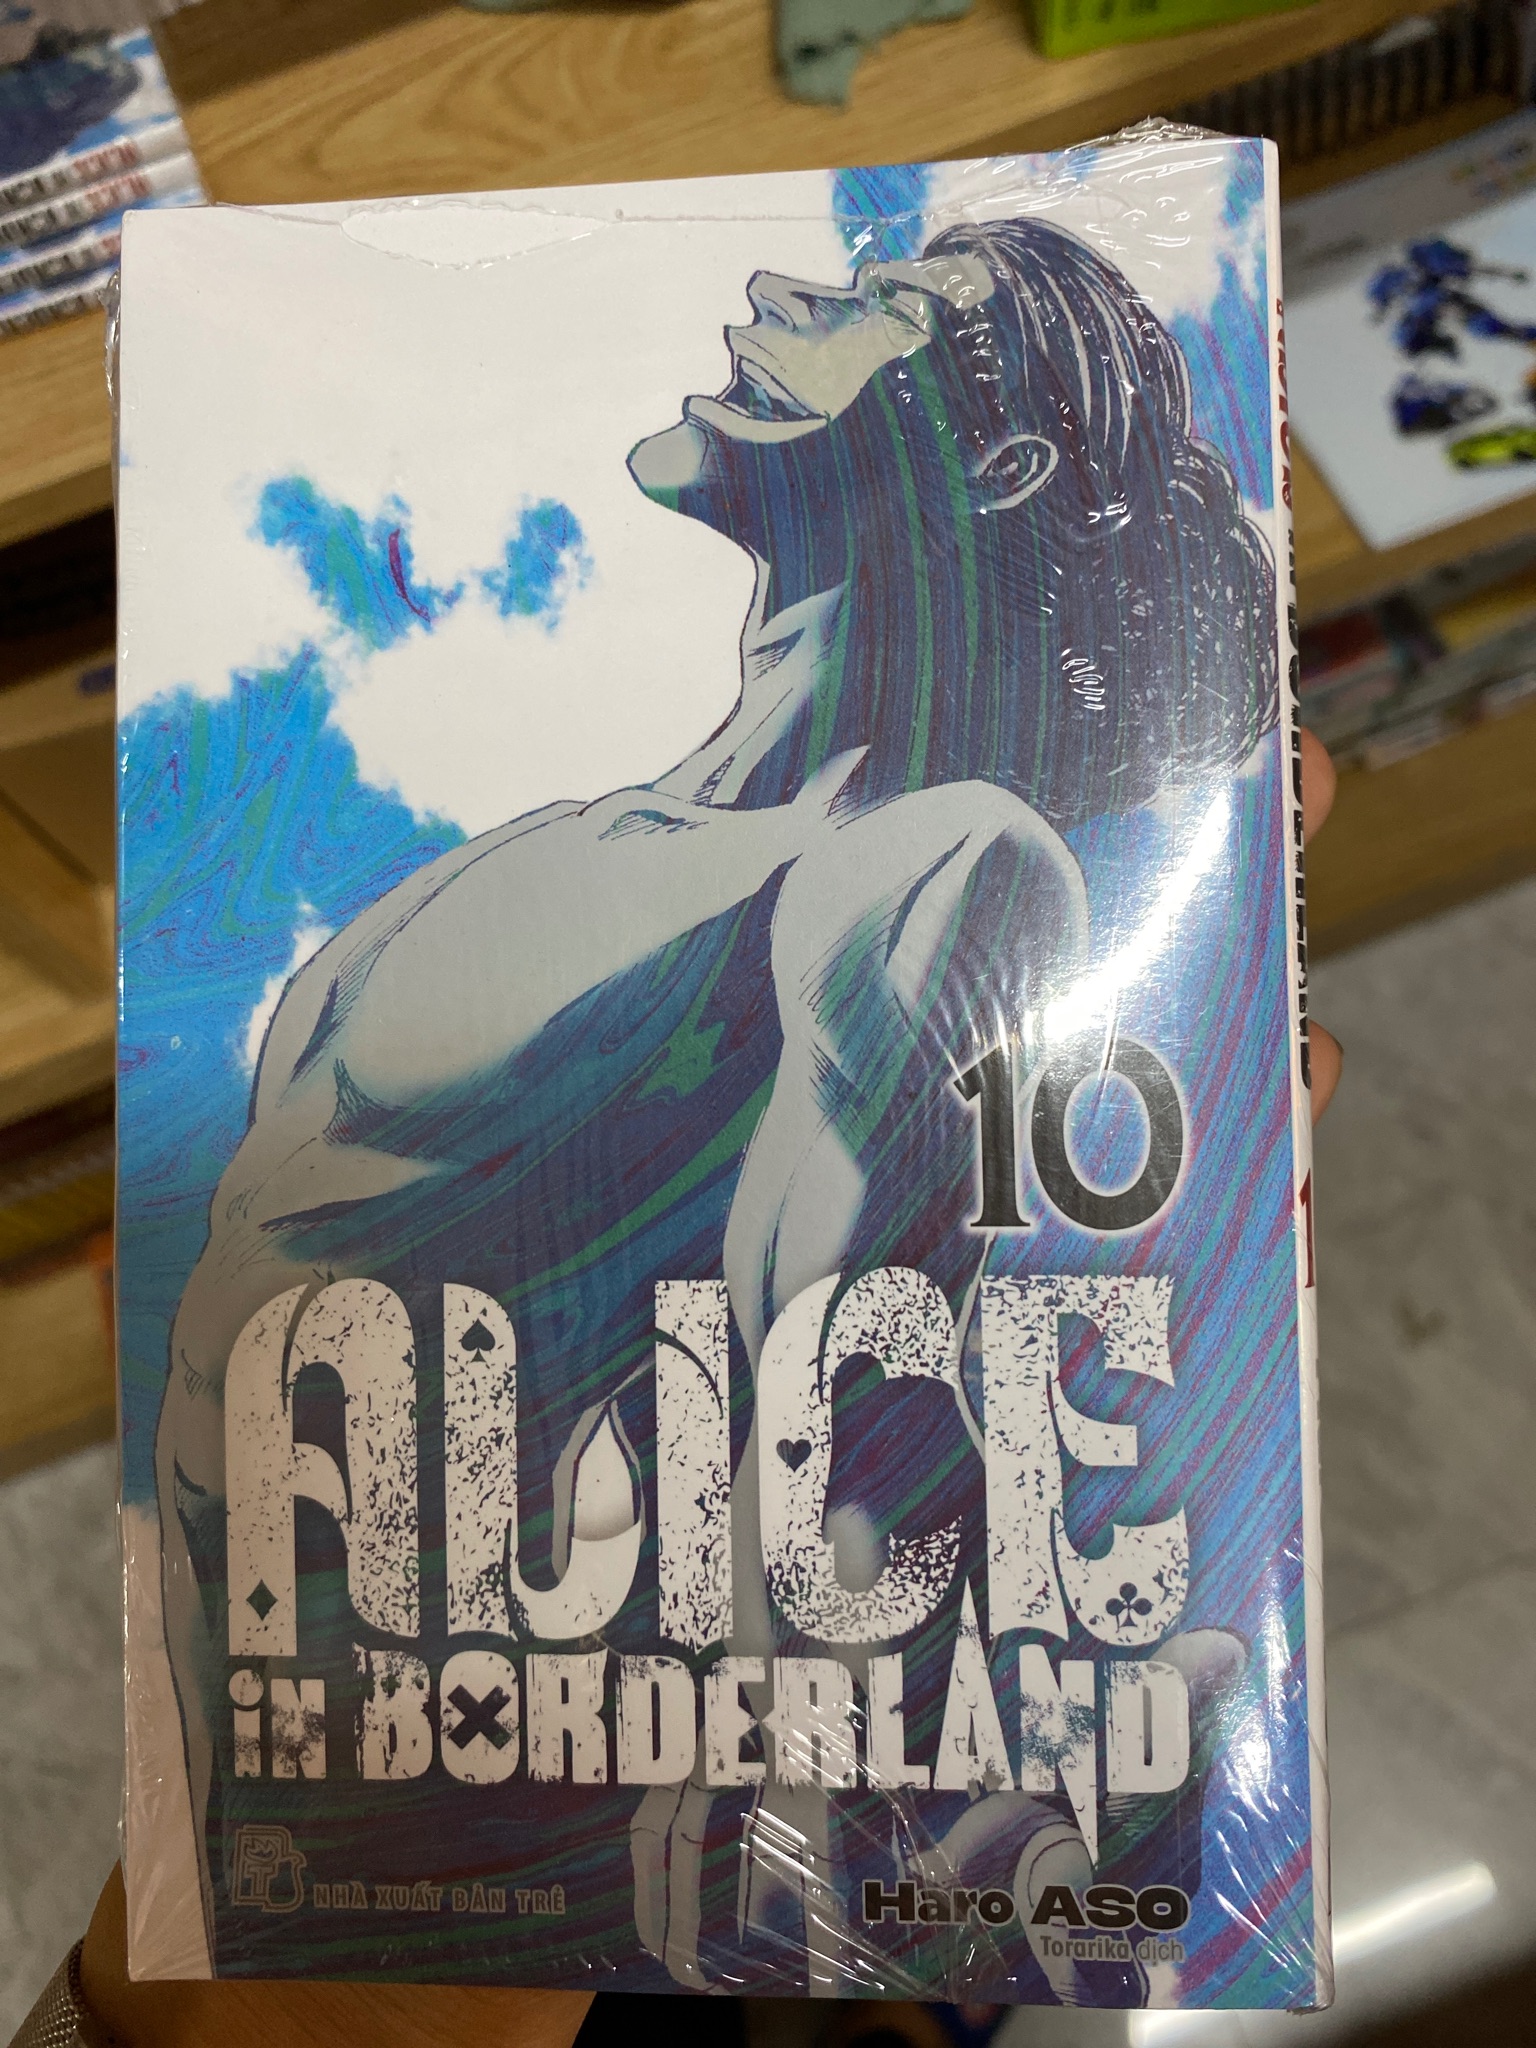 10
ALICE
iN BORDERLAND
NHÀ XUẤT BẢN TRẺ
Haro ASO
Torarika dịch